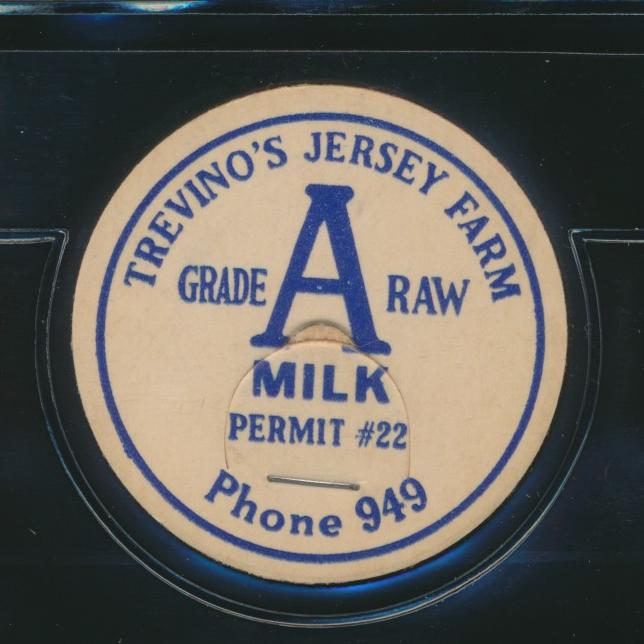 TREVINO'S JERSEY FARM
GRADE A RAW
MILK
PERMIT #22
Phone 949